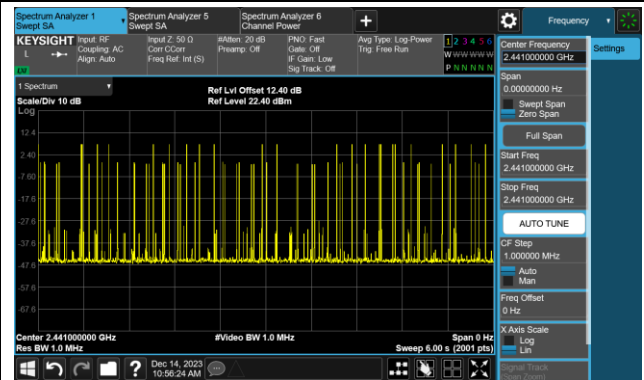 Spectrum Analyzer 1
Swept SA
Spectrum Analyzer 5
Swept SA
Spectrum Analyzer 6
Channel Power
+
Frequency
KEYSIGHT
L
LXI
Input: RF
Coupling: AC
Align: Auto
Input Z: 50 Ω
Corr CCorr
Freq Ref: Int (S)
#Atten: 20 dB
Preamp: Off
PNO: Fast
Gate: Off
IF Gain: Low
Sig Track: Off
Avg Type: Log-Power
Trig: Free Run
1 2 3 4 5 6
W W W W W W
P N N N N N
Center Frequency
2.441000000 GHz
Settings
Span
0.00000000 Hz
Swept Span
Zero Span
Full Span
Start Freq
2.441000000 GHz
Stop Freq
2.441000000 GHz
AUTO TUNE
CF Step
1.000000 MHz
Auto
Man
Freq Offset
0 Hz
X Axis Scale
Log
Lin
Signal Track
(Span Zoom)
1 Spectrum
Scale/Div 10 dB
Ref Lvl Offset 12.40 dB
Ref Level 22.40 dBm
Log
12.4
2.40
-7.60
-17.6
-27.6
-37.6
-47.6
-57.6
-67.6
Center 2.441000000 GHz
Res BW 1.0 MHz
#Video BW 1.0 MHz
Span 0 Hz
Sweep 6.00 s (2001 pts)
?
Dec 14, 2023
10:56:24 AM